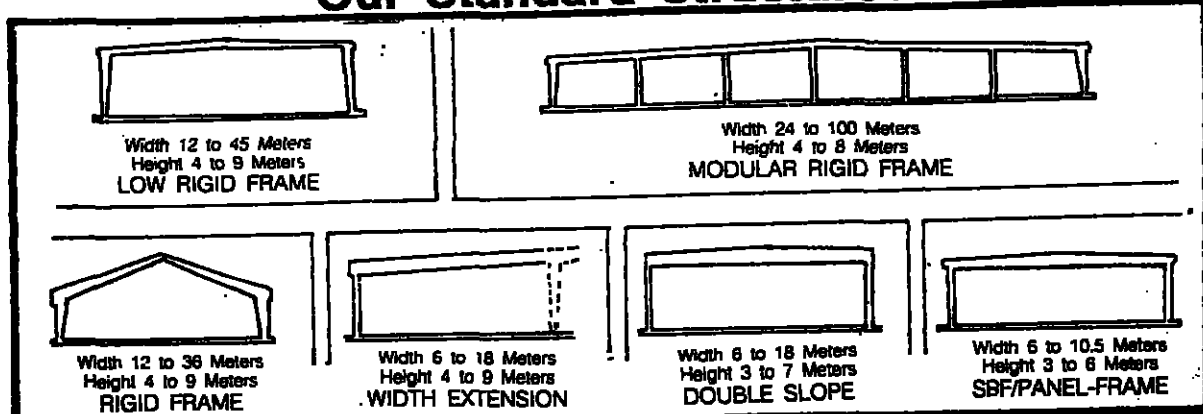 Our Standard
Width 12 to 45 Meters
Height 4 to 9 Meters
LOW RIGID FRAME
Width 24 to 100 Meters
Height 4 to 8 Meters
MODULAR RIGID FRAME
Width 12 to 36 Meters
Height 4 to 9 Meters
RIGID FRAME
Width 6 to 18 Meters
Height 4 to 9 Meters
WIDTH EXTENSION
Width 6 to 18 Meters
Height 3 to 7 Meters
DOUBLE SLOPE
Width 6 to 10.5 Meters
Height 3 to 6 Meters
SBF/PANEL-FRAME